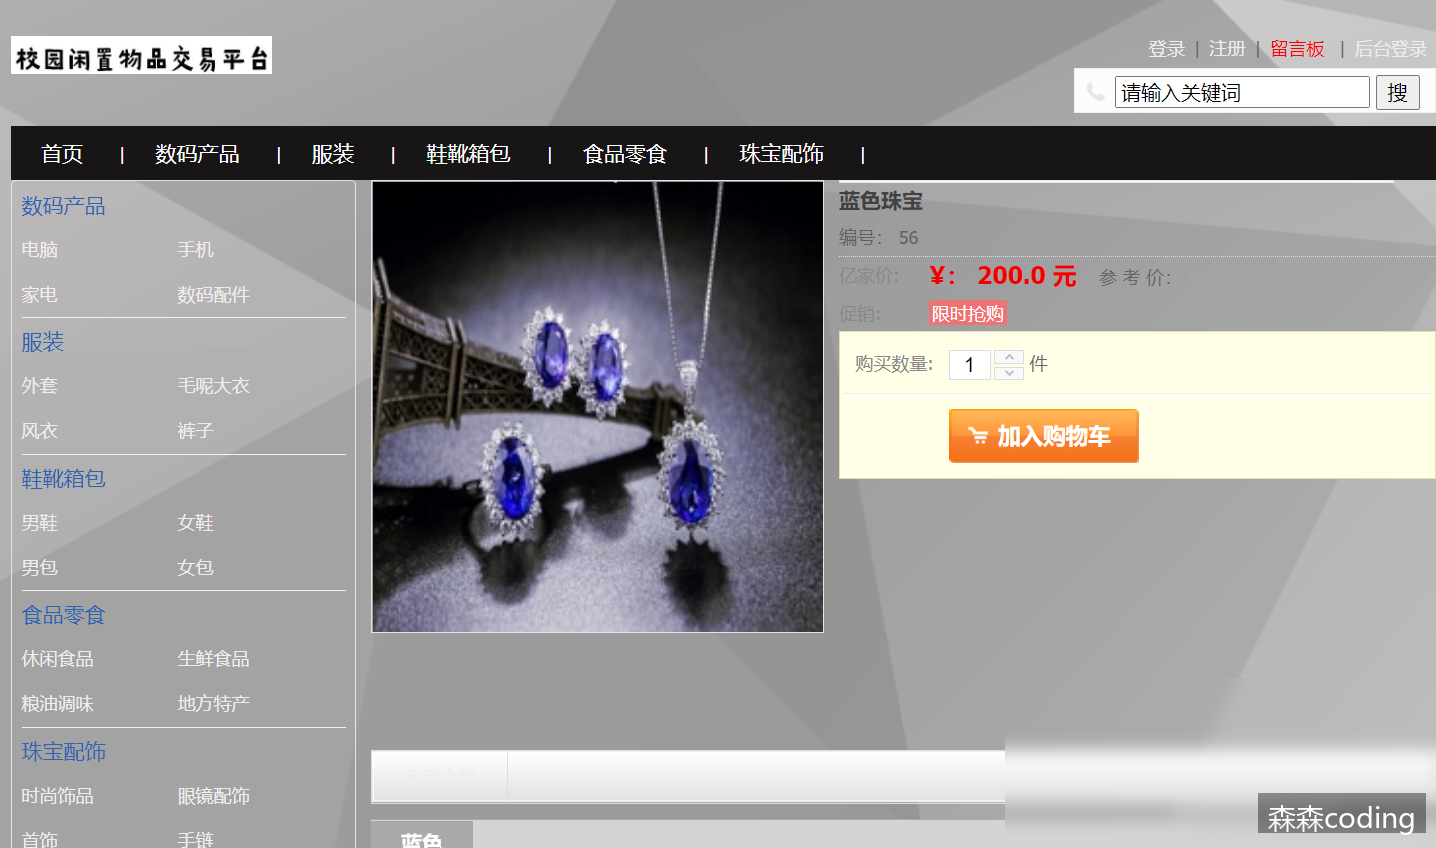 校园闲置物品交易平台
登录 | 注册 | 留言板 | 后台登录
请输入关键词 搜
首页 | 数码产品 | 服装 | 鞋靴箱包 | 食品零食 | 珠宝配饰 |
数码产品
电脑 手机
家电 数码配件
服装
外套 毛呢大衣
风衣 裤子
鞋靴箱包
男鞋 女鞋
男包 女包
食品零食
休闲食品 生鲜食品
粮油调味 地方特产
珠宝配饰
时尚饰品 眼镜配饰
首饰 手链
蓝色珠宝
编号： 56
亿家价: ￥： 200.0 元 参 考 价:
促销: 限时抢购
购买数量: 1 件
加入购物车
蓝色
森森coding